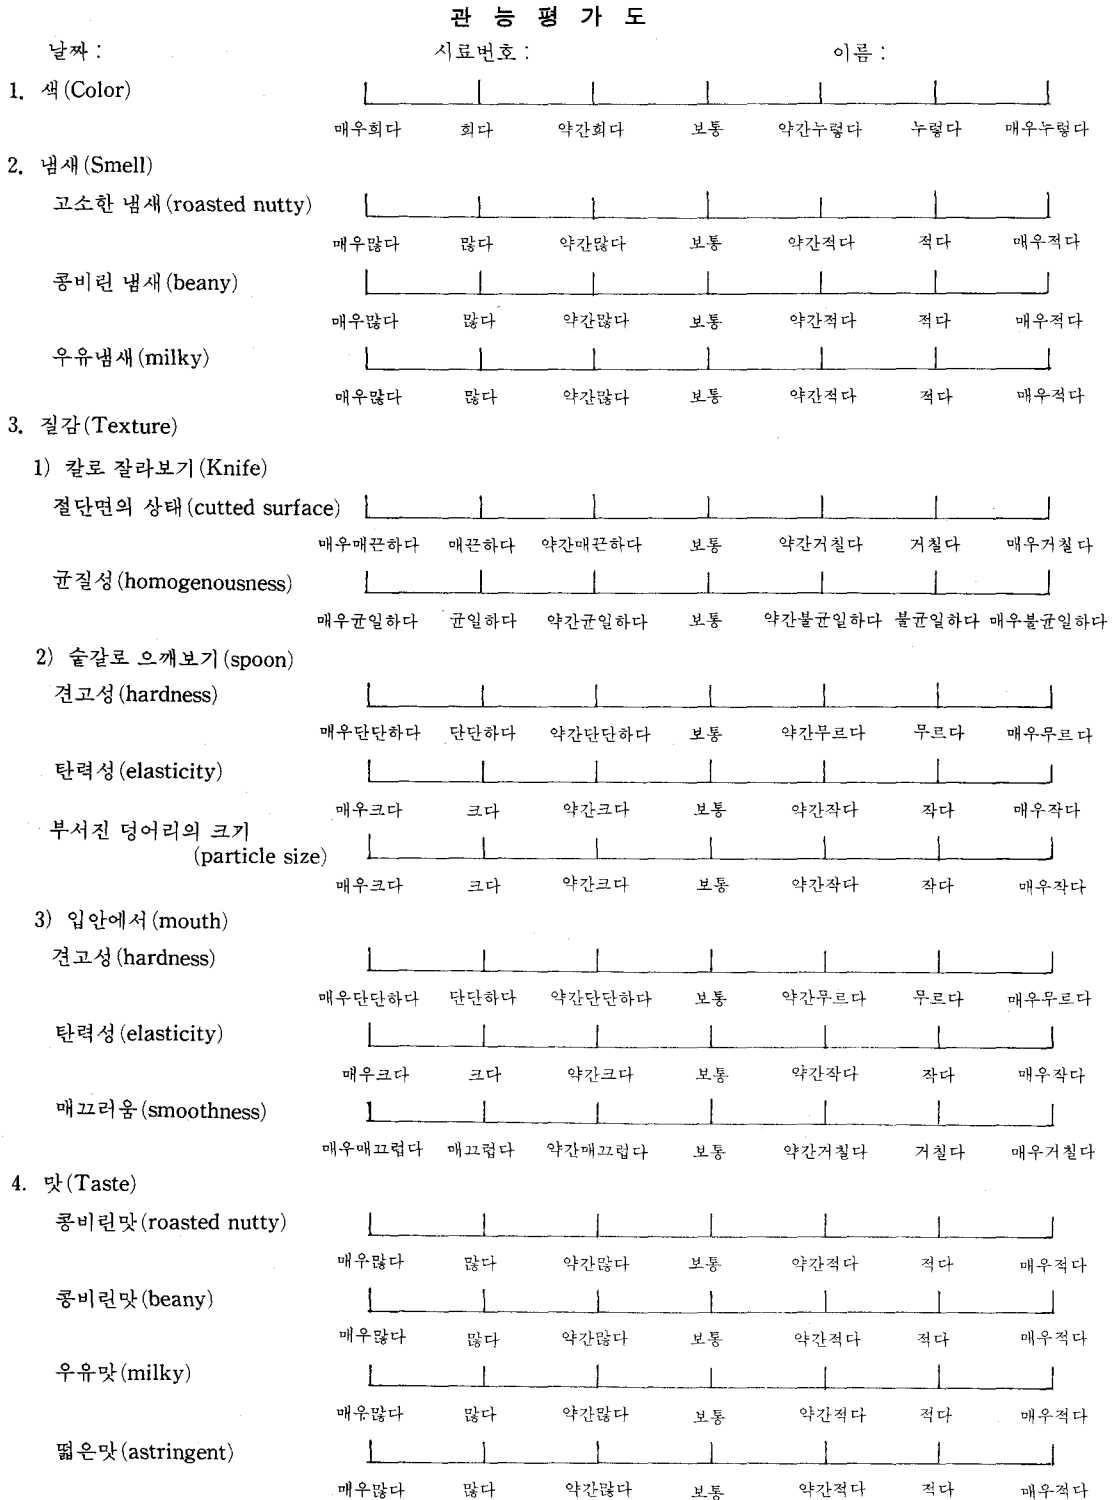 관 능 평 가 도
날짜 : 시료번호 : 이름 :
1. 색(Color)
매우희다 희다 약간희다 보통 약간누렇다 누렇다 매우누렇다
2. 냄새(Smell)
고소한 냄새(roasted nutty)
매우많다 많다 약간많다 보통 약간적다 적다 매우적다
콩비린 냄새(beany)
매우많다 많다 약간많다 보통 약간적다 적다 매우적다
우유냄새(milky)
매우많다 많다 약간많다 보통 약간적다 적다 매우적다
3. 질감(Texture)
1) 칼로 잘라보기(Knife)
절단면의 상태(cutted surface)
매우매끈하다 매끈하다 약간매끈하다 보통 약간거칠다 거칠다 매우거칠다
균질성(homogenousness)
매우균일하다 균일하다 약간균일하다 보통 약간불균일하다 불균일하다 매우불균일하다
2) 숟갈로 으깨보기(spoon)
견고성(hardness)
매우단단하다 단단하다 약간단단하다 보통 약간무르다 무르다 매우무르다
탄력성(elasticity)
매우크다 크다 약간크다 보통 약간작다 작다 매우작다
부서진 덩어리의 크기
(particle size)
매우크다 크다 약간크다 보통 약간작다 작다 매우작다
3) 입안에서(mouth)
견고성(hardness)
매우단단하다 단단하다 약간단단하다 보통 약간무르다 무르다 매우무르다
탄력성(elasticity)
매우크다 크다 약간크다 보통 약간작다 작다 매우작다
매끄러움(smoothness)
매우매끄럽다 매끄럽다 약간매끄럽다 보통 약간거칠다 거칠다 매우거칠다
4. 맛(Taste)
콩비린맛(roasted nutty)
매우많다 많다 약간많다 보통 약간적다 적다 매우적다
콩비린맛(beany)
매우많다 많다 약간많다 보통 약간적다 적다 매우적다
우유맛(milky)
매우많다 많다 약간많다 보통 약간적다 적다 매우적다
떫은맛(astringent)
매우많다 많다 약간많다 보통 약간적다 적다 매우적다